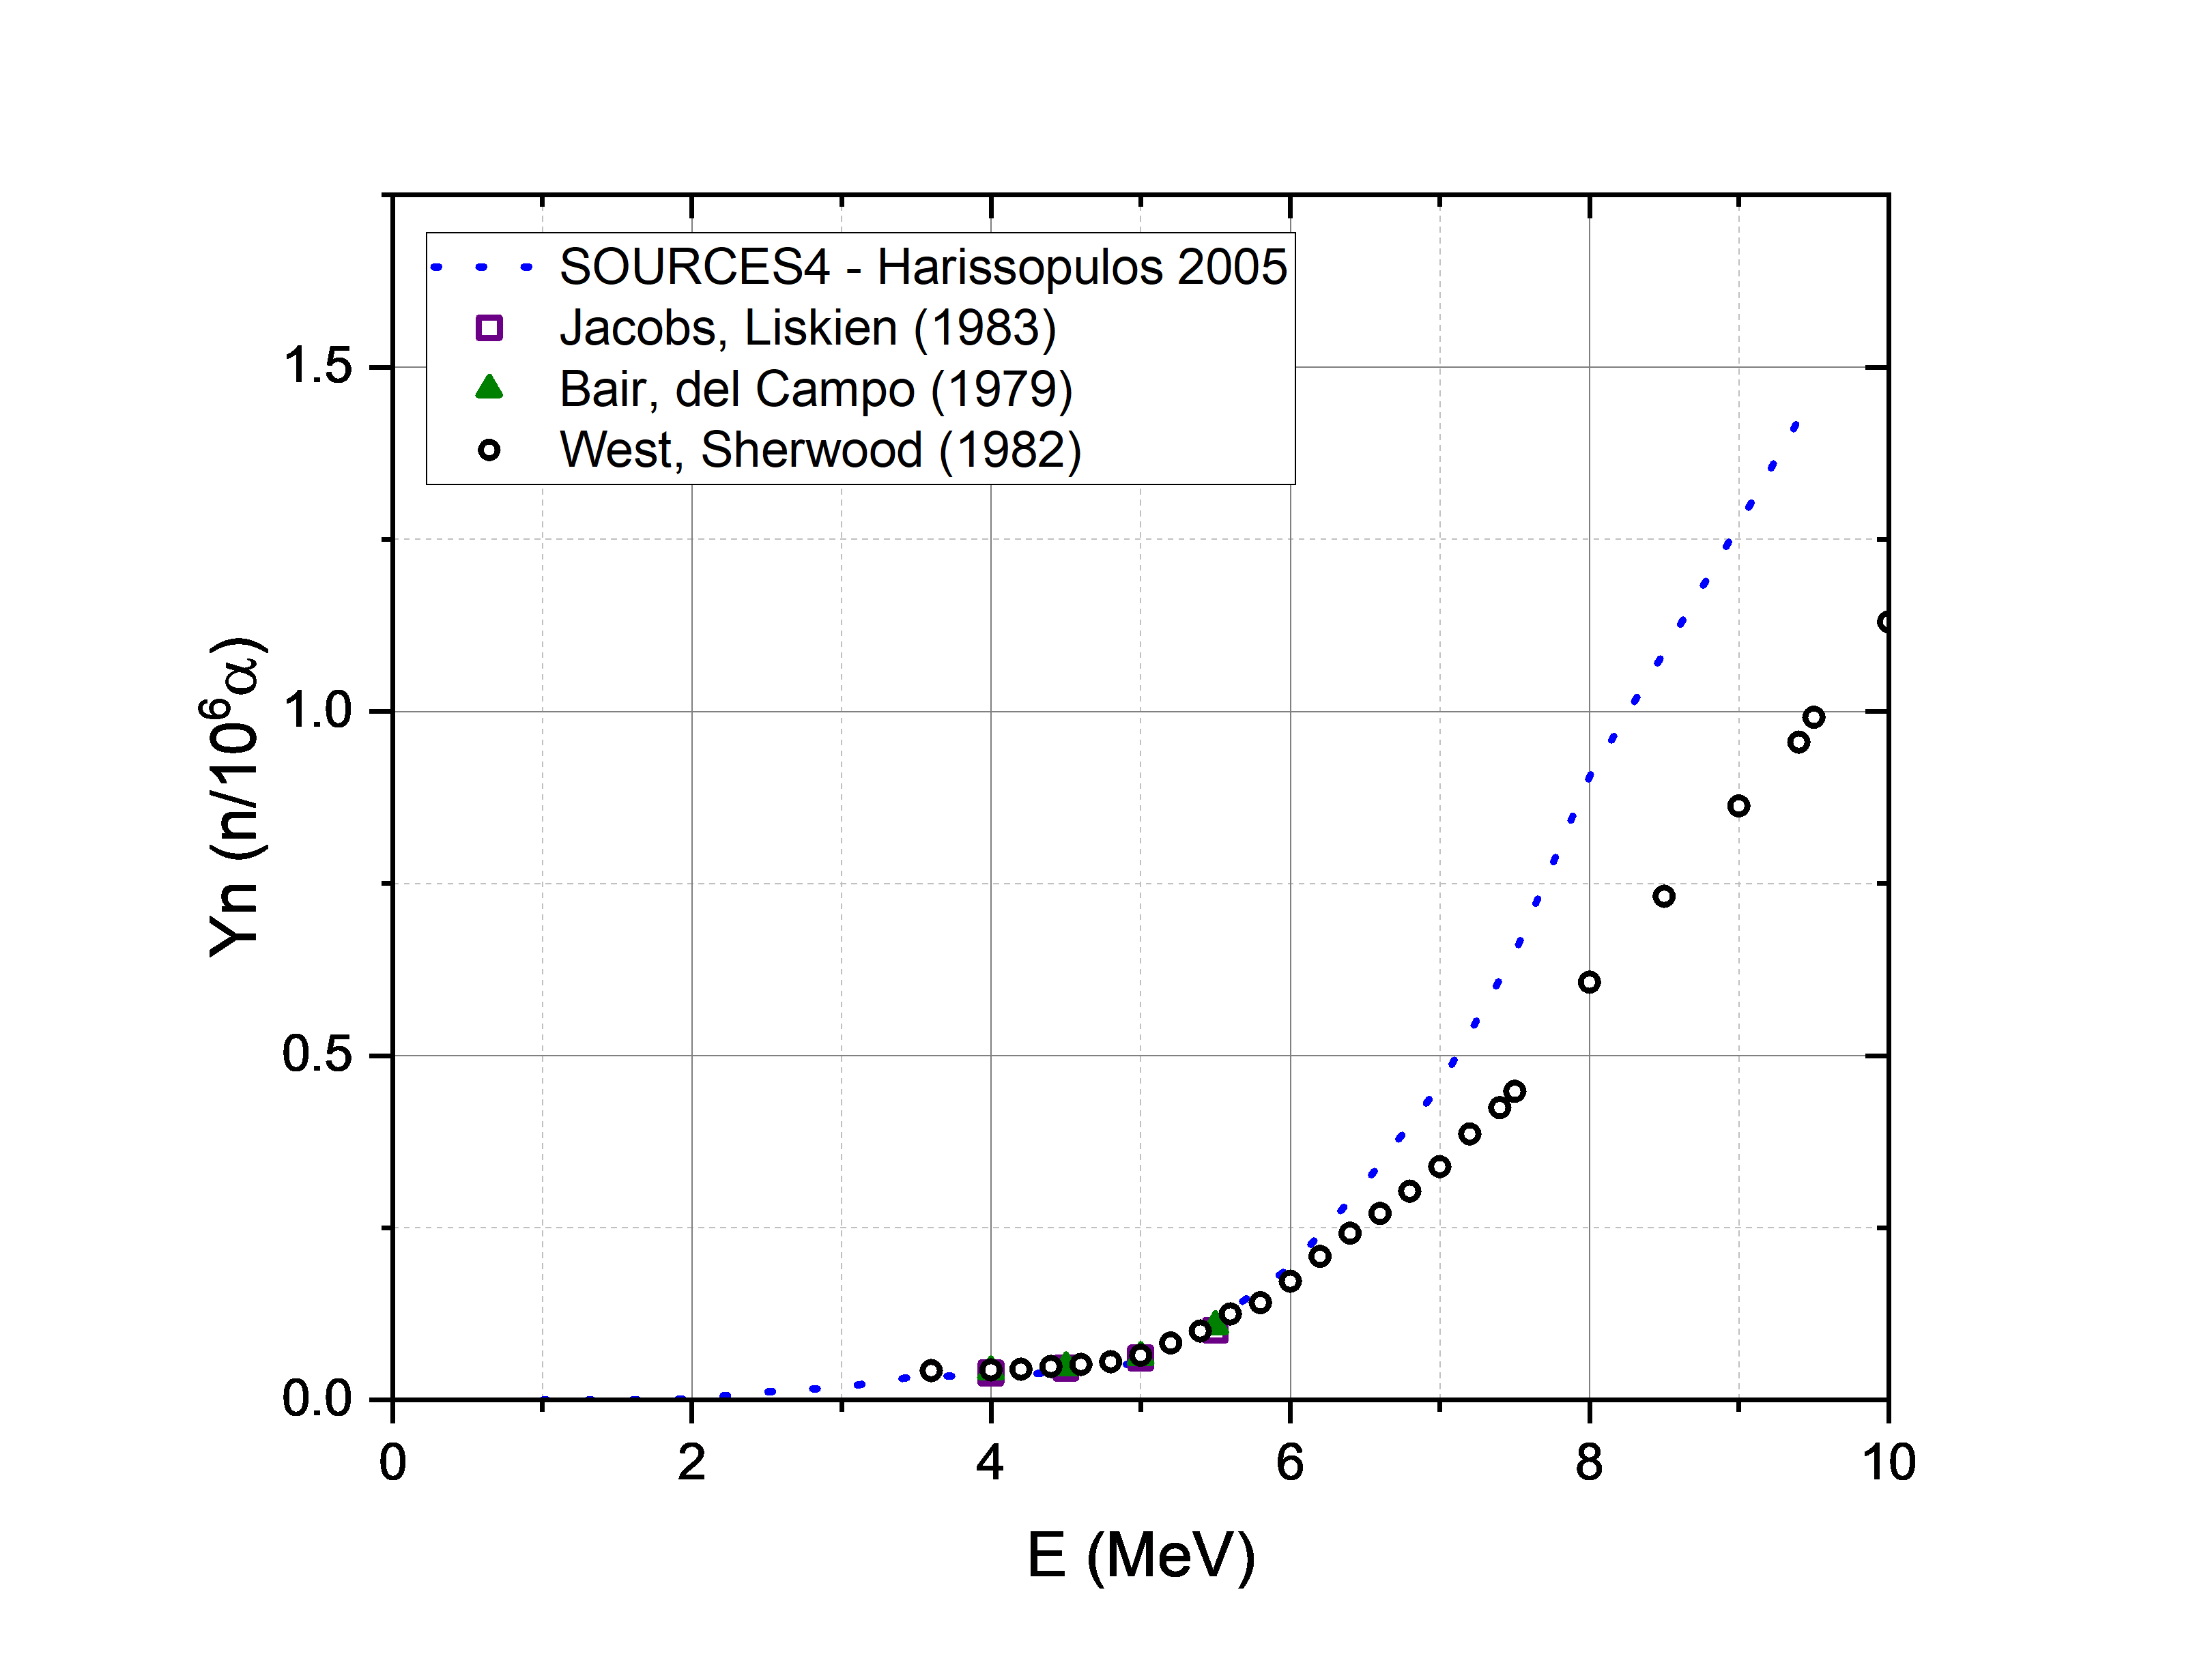 SOURCES4 - Harissopulos 2005
Jacobs, Liskien (1983)
Bair, del Campo (1979)
West, Sherwood (1982)
1.5
1.0
0.5
0.0
Yn (n/10⁶α)
0 2 4 6 8 10
E (MeV)